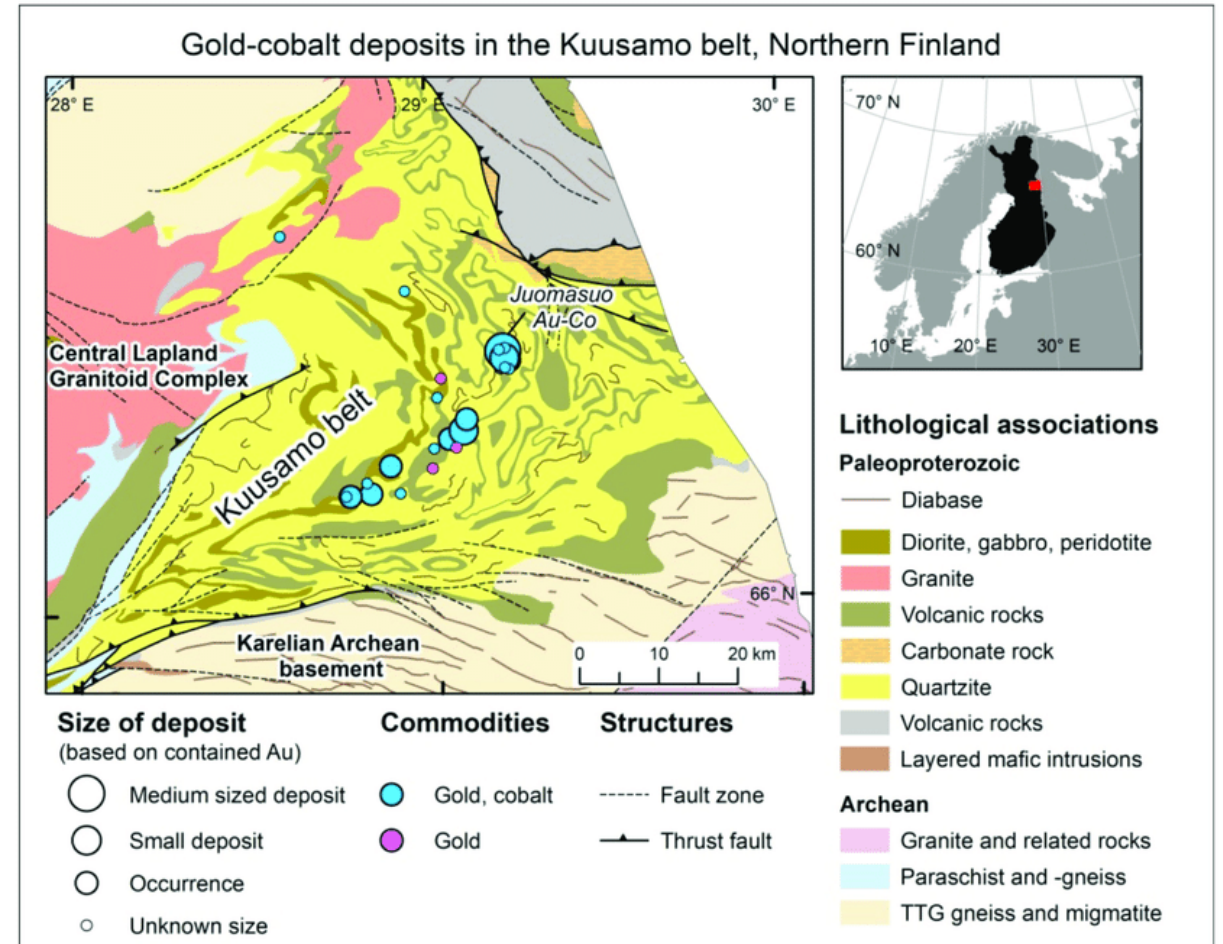 Gold-cobalt deposits in the Kuusamo belt, Northern Finland
28° E
29° E
30° E
Juomasuo
Au-Co
Central Lapland
Granitoid Complex
Kuusamo belt
66° N
Karelian Archean
basement
0 10 20 km
70° N
60° N
10° E 20° E 30° E
Size of deposit
(based on contained Au)
Medium sized deposit
Small deposit
Occurrence
Unknown size
Commodities
Gold, cobalt
Gold
Structures
Fault zone
Thrust fault
Lithological associations
Paleoproterozoic
Diabase
Diorite, gabbro, peridotite
Granite
Volcanic rocks
Carbonate rock
Quartzite
Volcanic rocks
Layered mafic intrusions
Archean
Granite and related rocks
Paraschist and -gneiss
TTG gneiss and migmatite